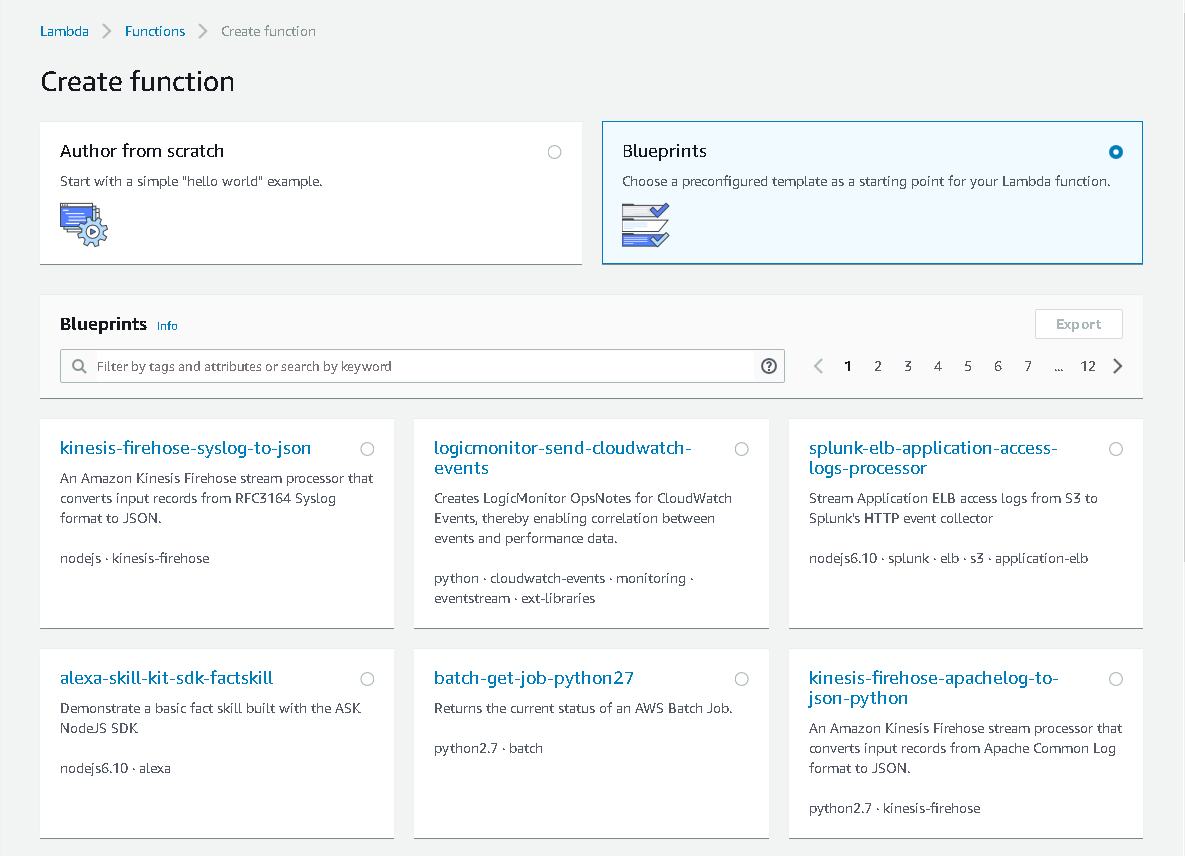 Lambda > Functions > Create function
Create function
Author from scratch
Start with a simple "hello world" example.
Blueprints
Choose a preconfigured template as a starting point for your Lambda function.
Blueprints Info
Export
Filter by tags and attributes or search by keyword
1 2 3 4 5 6 7 ... 12
kinesis-firehose-syslog-to-json
An Amazon Kinesis Firehose stream processor that
converts input records from RFC3164 Syslog
format to JSON.
nodejs · kinesis-firehose
logicmonitor-send-cloudwatch-
events
Creates LogicMonitor OpsNotes for CloudWatch
Events, thereby enabling correlation between
events and performance data.
python · cloudwatch-events · monitoring ·
eventstream · ext-libraries
splunk-elb-application-access-
logs-processor
Stream Application ELB access logs from S3 to
Splunk's HTTP event collector
nodejs6.10 · splunk · elb · s3 · application-elb
alexa-skill-kit-sdk-factskill
Demonstrate a basic fact skill built with the ASK
NodeJS SDK
nodejs6.10 · alexa
batch-get-job-python27
Returns the current status of an AWS Batch Job.
python2.7 · batch
kinesis-firehose-apachelog-to-
json-python
An Amazon Kinesis Firehose stream processor that
converts input records from Apache Common Log
format to JSON.
python2.7 · kinesis-firehose